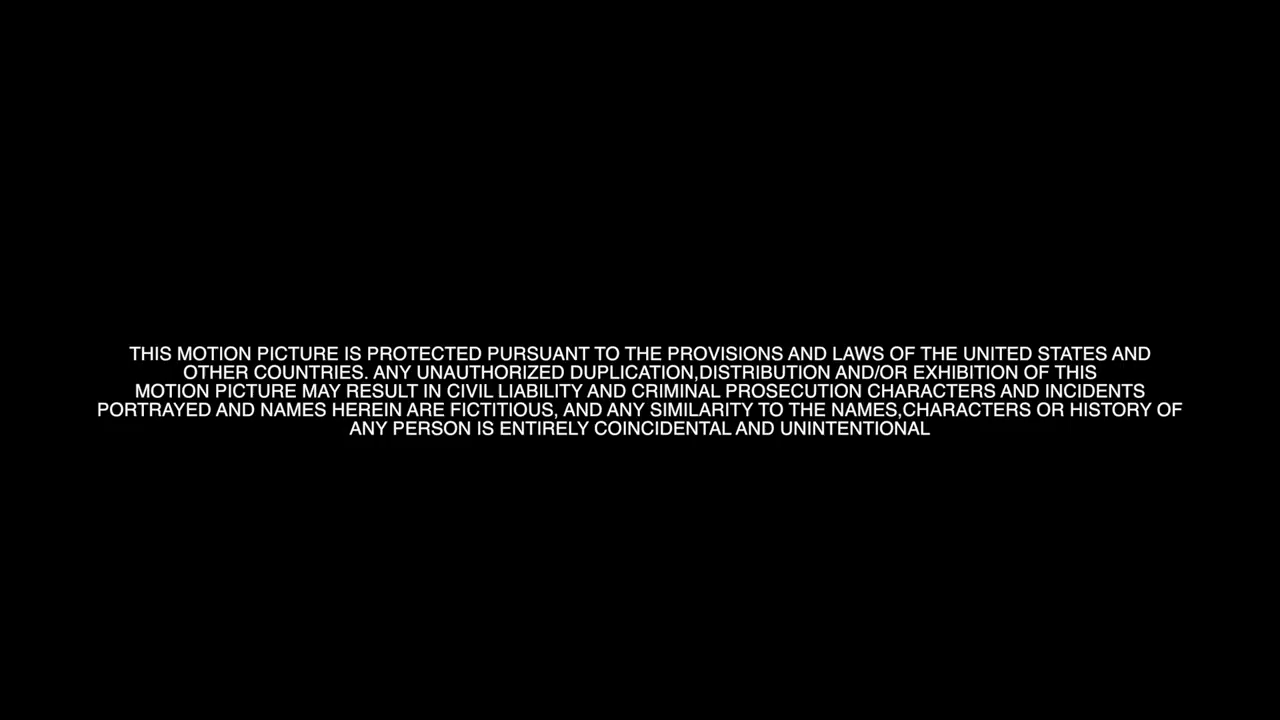 THIS MOTION PICTURE IS PROTECTED PURSUANT TO THE PROVISIONS AND LAWS OF THE UNITED STATES AND
OTHER COUNTRIES. ANY UNAUTHORIZED DUPLICATION,DISTRIBUTION AND/OR EXHIBITION OF THIS
MOTION PICTURE MAY RESULT IN CIVIL LIABILITY AND CRIMINAL PROSECUTION CHARACTERS AND INCIDENTS
PORTRAYED AND NAMES HEREIN ARE FICTITIOUS, AND ANY SIMILARITY TO THE NAMES,CHARACTERS OR HISTORY OF
ANY PERSON IS ENTIRELY COINCIDENTAL AND UNINTENTIONAL